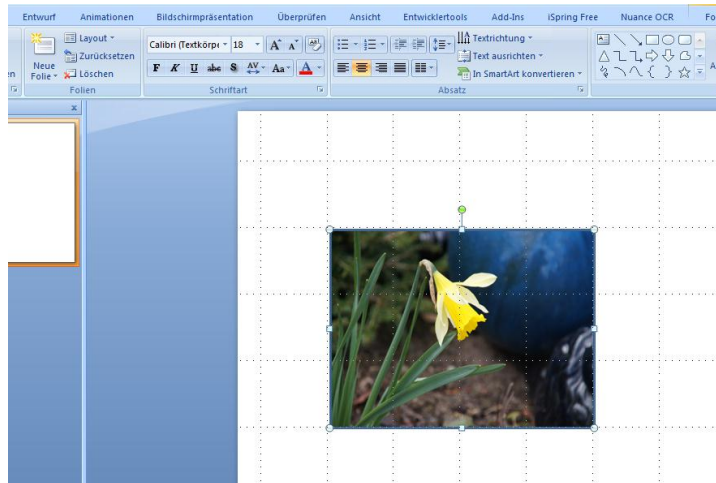 Entwurf Animationen Bildschirmpräsentation Überprüfen Ansicht Entwicklertools Add-Ins iSpring Free Nuance OCR Fo
Layout
Zurücksetzen
Neue
Folie
Löschen
Folien
Calibri (Textkörpe 18
F K U abc S AV Aa A
Schriftart
Textrichtung
Text ausrichten
In SmartArt konvertieren
Absatz